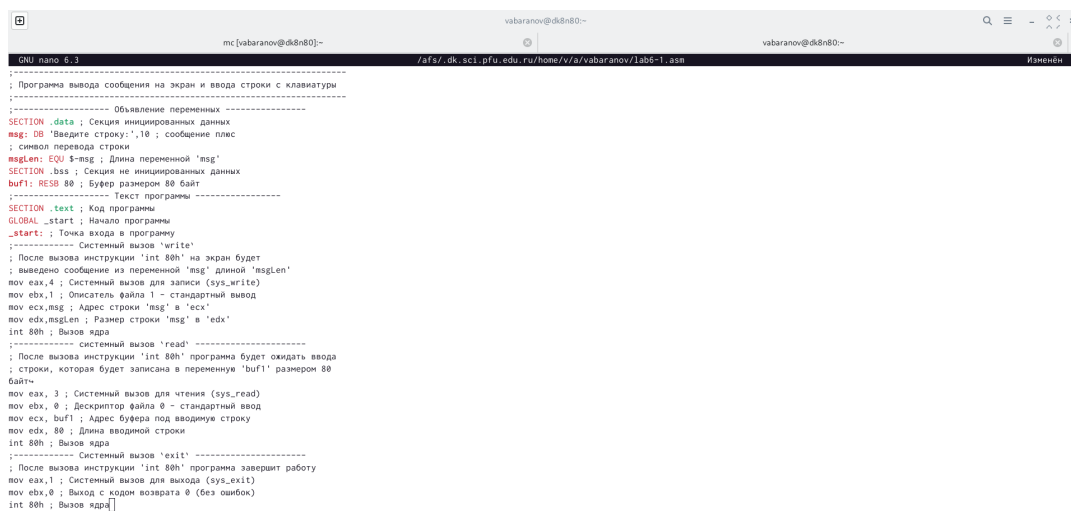 vabaranov@dk8n80:~
mc [vabaranov@dk8n80]:~
vabaranov@dk8n80:~
GNU nano 6.3 /afs/.dk.sci.pfu.edu.ru/home/v/a/vabaranov/lab6-1.asm Изменён
;---------------------------------------------------------------
; Программа вывода сообщения на экран и ввода строки с клавиатуры
;---------------------------------------------------------------
;------------------ Объявление переменных ---------------
SECTION .data ; Секция инициированных данных
msg: DB 'Введите строку:',10 ; сообщение плюс
; символ перевода строки
msgLen: EQU $-msg ; Длина переменной 'msg'
SECTION .bss ; Секция не инициированных данных
buf1: RESB 80 ; Буфер размером 80 байт
;------------------ Текст программы ----------------
SECTION .text ; Код программы
GLOBAL _start ; Начало программы
_start: ; Точка входа в программу
;------------ Системный вызов `write`
; После вызова инструкции 'int 80h' на экран будет
; выведено сообщение из переменной 'msg' длиной 'msgLen'
mov eax,4 ; Системный вызов для записи (sys_write)
mov ebx,1 ; Описатель файла 1 - стандартный вывод
mov ecx,msg ; Адрес строки 'msg' в 'ecx'
mov edx,msgLen ; Размер строки 'msg' в 'edx'
int 80h ; Вызов ядра
;------------ системный вызов `read` ---------------------
; После вызова инструкции 'int 80h' программа будет ожидать ввода
; строки, которая будет записана в переменную 'buf1' размером 80
байт↪
mov eax, 3 ; Системный вызов для чтения (sys_read)
mov ebx, 0 ; Дескриптор файла 0 - стандартный ввод
mov ecx, buf1 ; Адрес буфера под вводимую строку
mov edx, 80 ; Длина вводимой строки
int 80h ; Вызов ядра
;------------ Системный вызов `exit` ---------------------
; После вызова инструкции 'int 80h' программа завершит работу
mov eax,1 ; Системный вызов для выхода (sys_exit)
mov ebx,0 ; Выход с кодом возврата 0 (без ошибок)
int 80h ; Вызов ядра